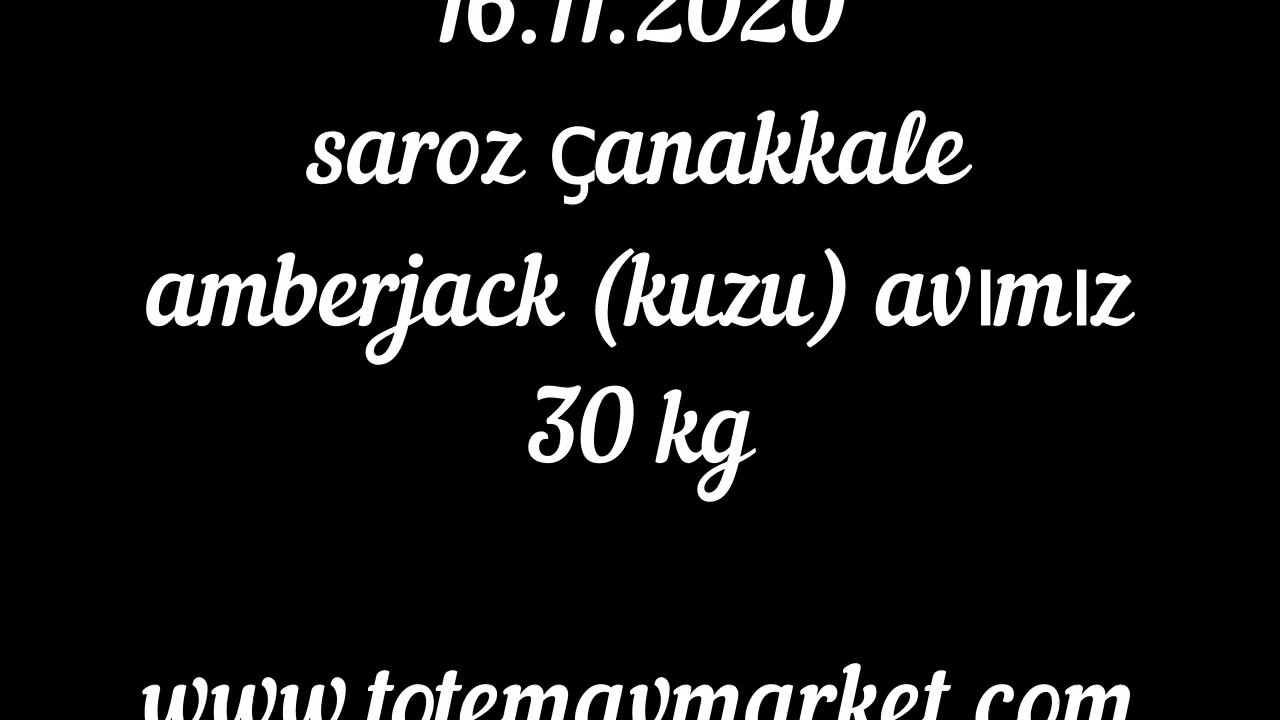 16.11.2020
saroz çanakkale
amberjack (kuzu) avımız
30 kg
www.totemavmarket.com